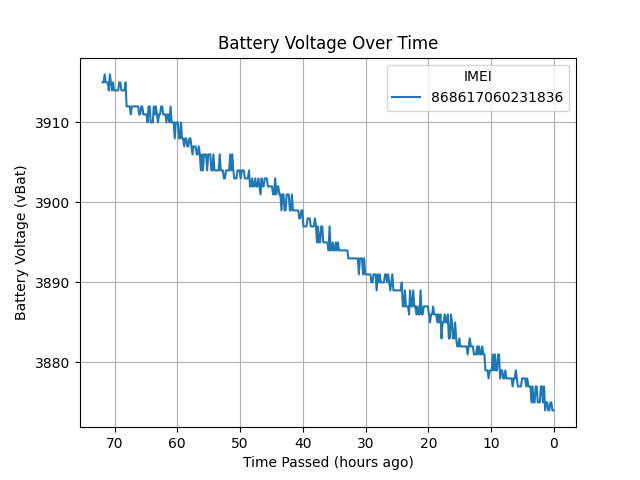 Battery Voltage Over Time
IMEI
868617060231836
3910
3900
3890
3880
Battery Voltage (vBat)
70 60 50 40 30 20 10 0
Time Passed (hours ago)